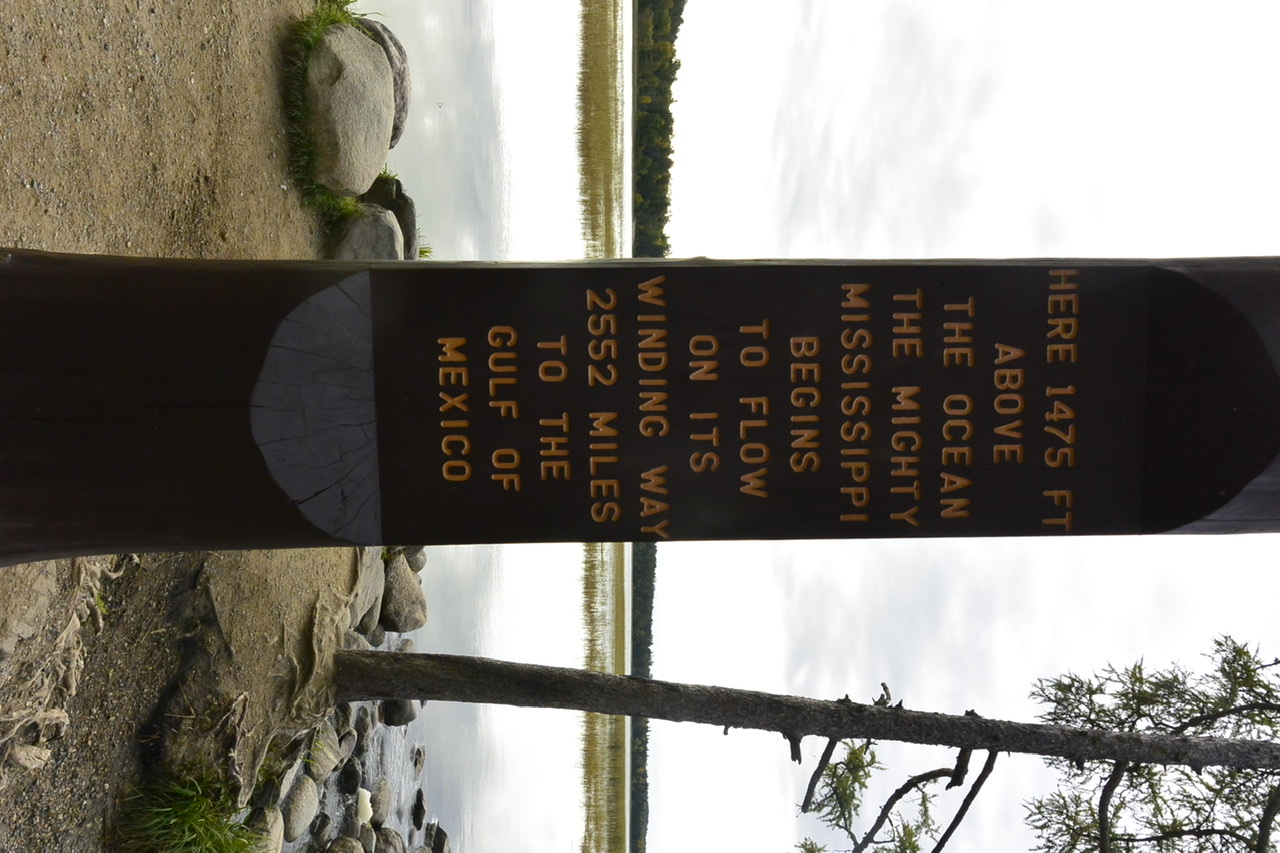 HERE 1475 FT
ABOVE
THE OCEAN
THE MIGHTY
MISSISSIPPI
BEGINS
TO FLOW
ON ITS
WINDING WAY
2552 MILES
TO THE
GULF OF
MEXICO